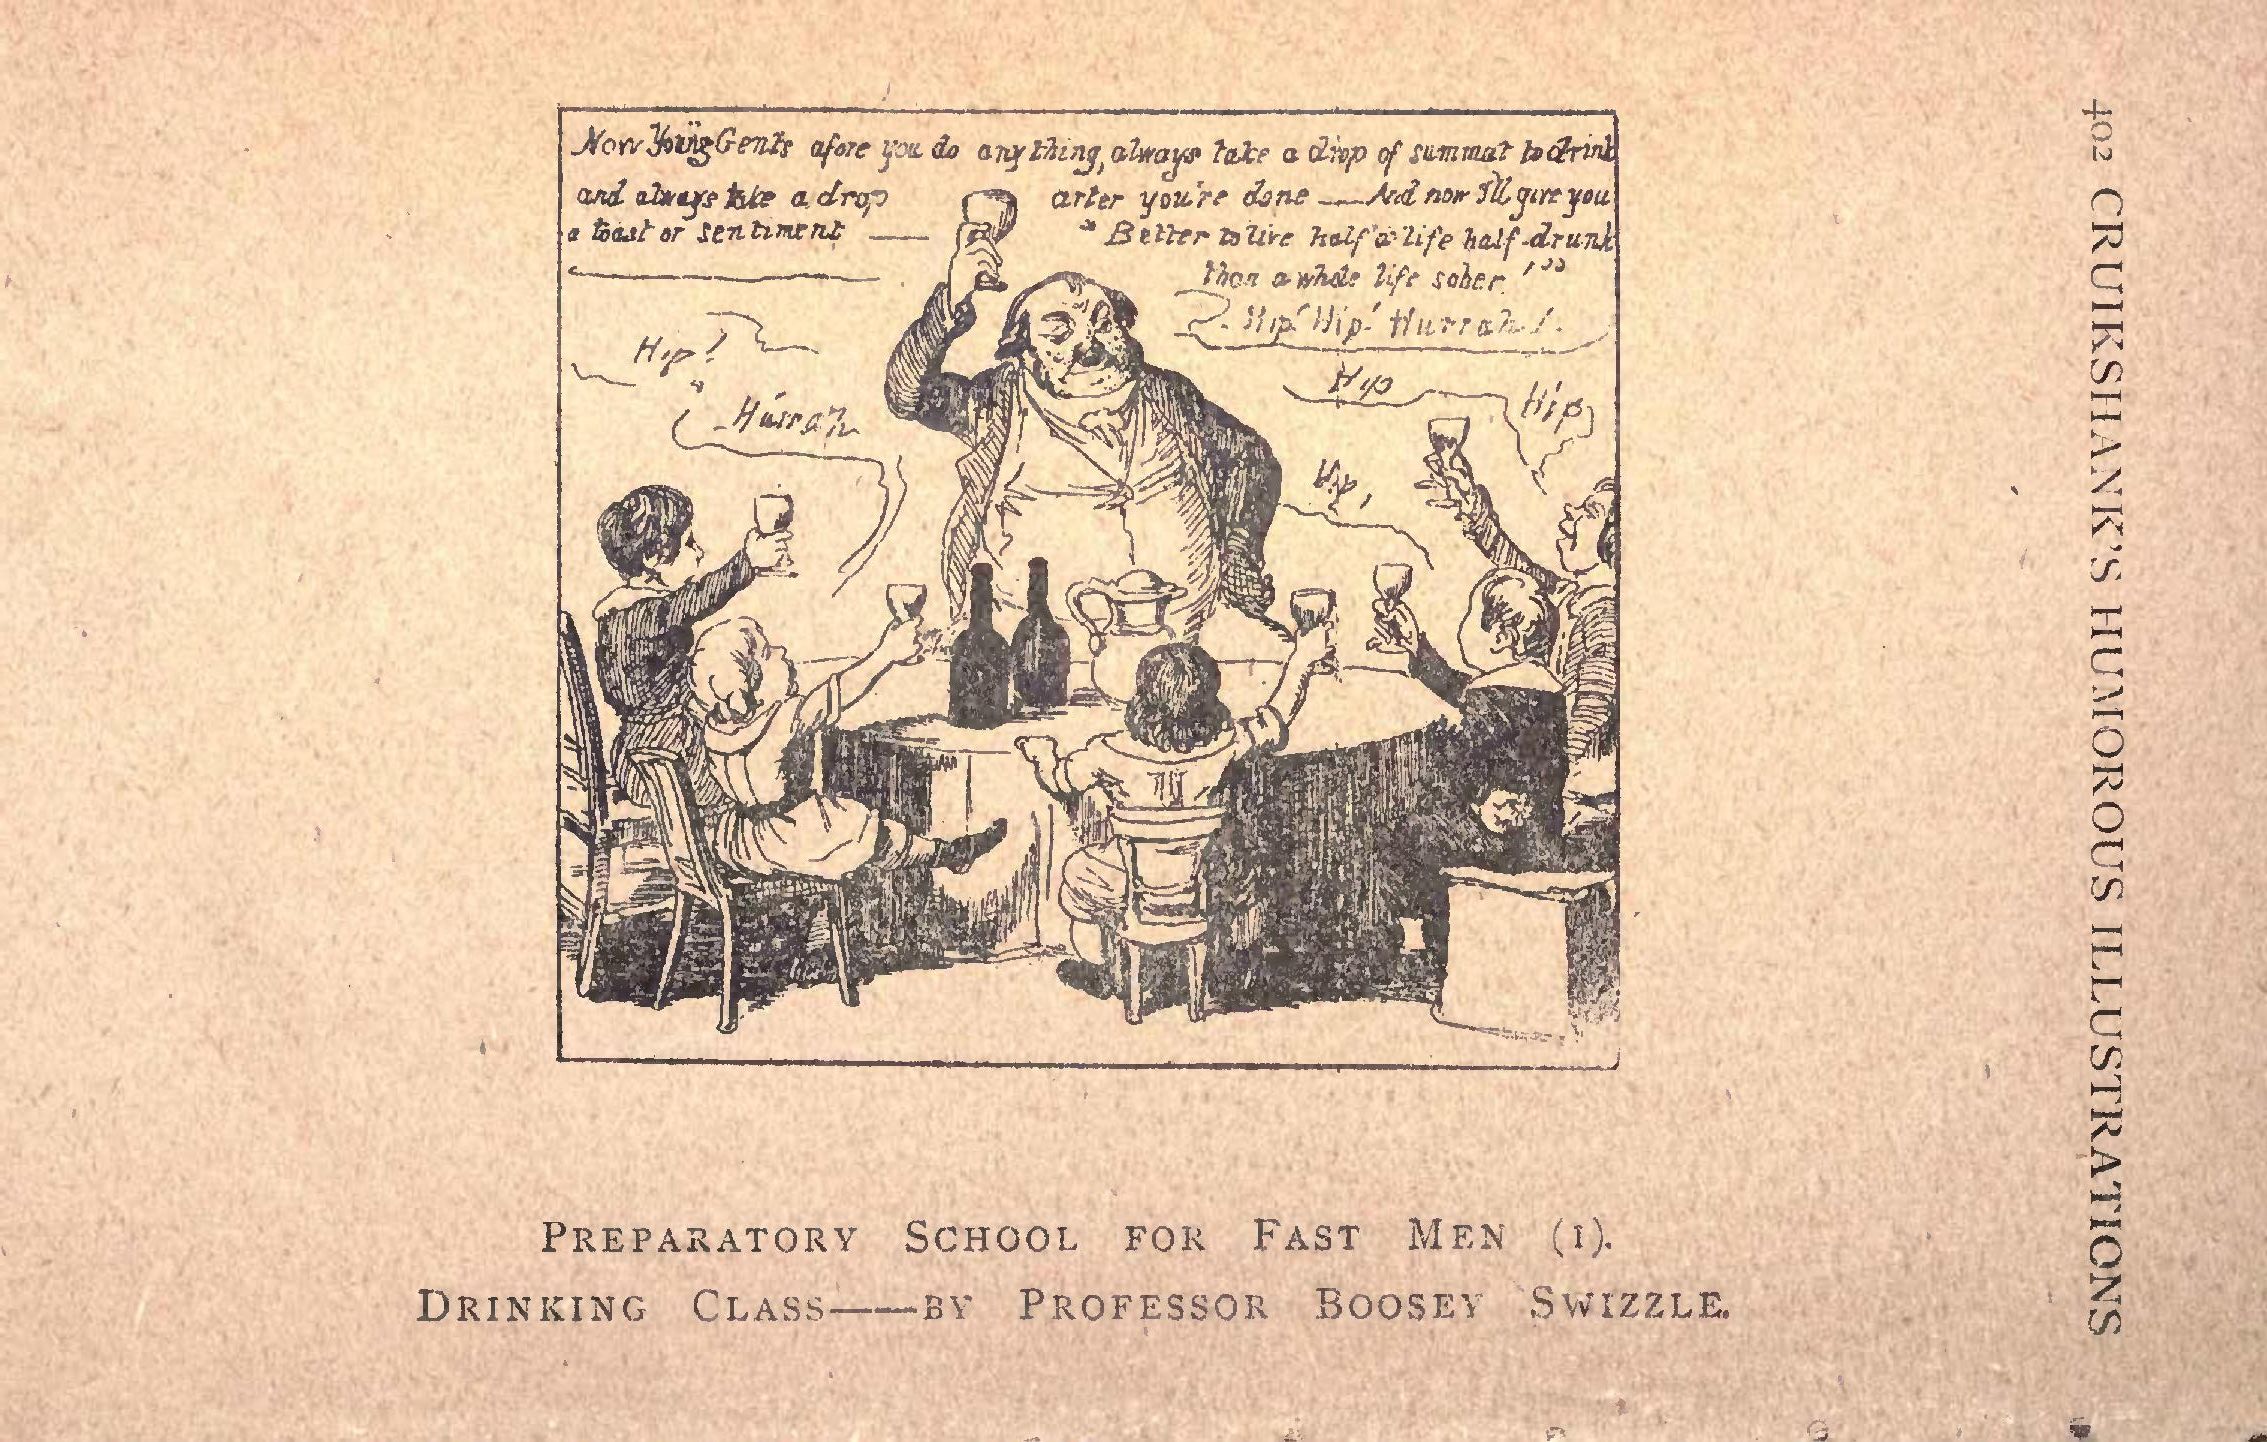 402 CRUIKSHANK'S HUMOROUS ILLUSTRATIONS
Now Young Gents afore you do any thing, always take a drop of summat to drink
and always take a drop arter you're done — And now I'll give you
a toast or sentiment — "Better to live half a life half-drunk
than a whole life sober!"
Hip! Hip! Hurrah!
Hip!
Hurrah
Hip
Hip
Hip,
PREPARATORY SCHOOL FOR FAST MEN (1).
DRINKING CLASS——BY PROFESSOR BOOSEY SWIZZLE.